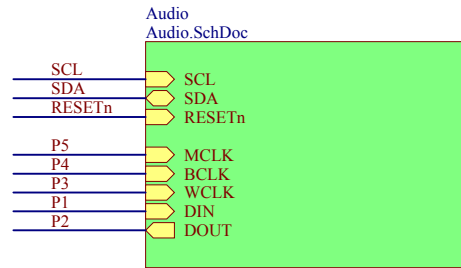 Audio
Audio.SchDoc
SCL SCL
SDA SDA
RESETn RESETn
P5 MCLK
P4 BCLK
P3 WCLK
P1 DIN
P2 DOUT